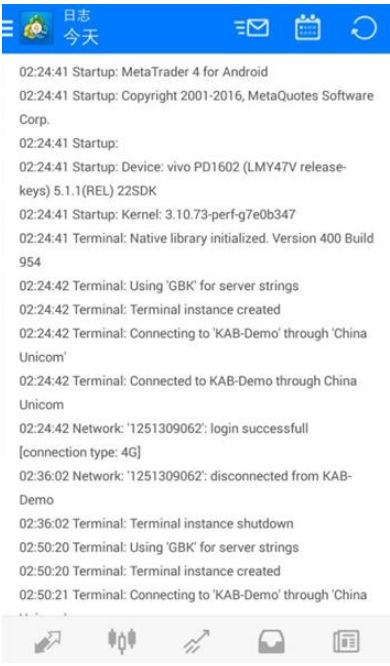 日志
今天
02:24:41 Startup: MetaTrader 4 for Android
02:24:41 Startup: Copyright 2001-2016, MetaQuotes Software
Corp.
02:24:41 Startup:
02:24:41 Startup: Device: vivo PD1602 (LMY47V release-
keys) 5.1.1(REL) 22SDK
02:24:41 Startup: Kernel: 3.10.73-perf-g7e0b347
02:24:41 Terminal: Native library initialized. Version 400 Build
954
02:24:42 Terminal: Using 'GBK' for server strings
02:24:42 Terminal: Terminal instance created
02:24:42 Terminal: Connecting to 'KAB-Demo' through 'China
Unicom'
02:24:42 Terminal: Connected to KAB-Demo through China
Unicom
02:24:42 Network: '1251309062': login successfull
[connection type: 4G]
02:36:02 Network: '1251309062': disconnected from KAB-
Demo
02:36:02 Terminal: Terminal instance shutdown
02:50:20 Terminal: Using 'GBK' for server strings
02:50:20 Terminal: Terminal instance created
02:50:21 Terminal: Connecting to 'KAB-Demo' through 'China